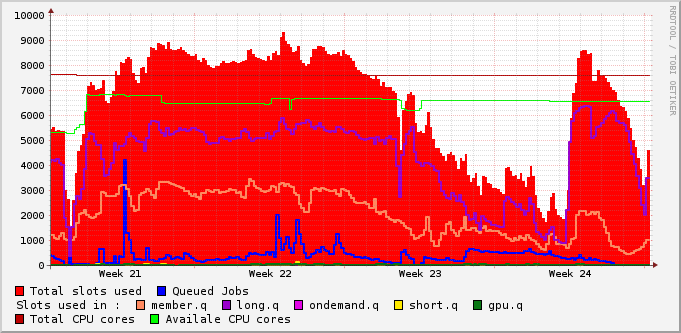 RRDTOOL / TOBI OETIKER
10000
9000
8000
7000
6000
5000
4000
3000
2000
1000
0
Week 21 Week 22 Week 23 Week 24
Total slots used Queued Jobs
Slots used in : member.q long.q ondemand.q short.q gpu.q
Total CPU cores Availale CPU cores